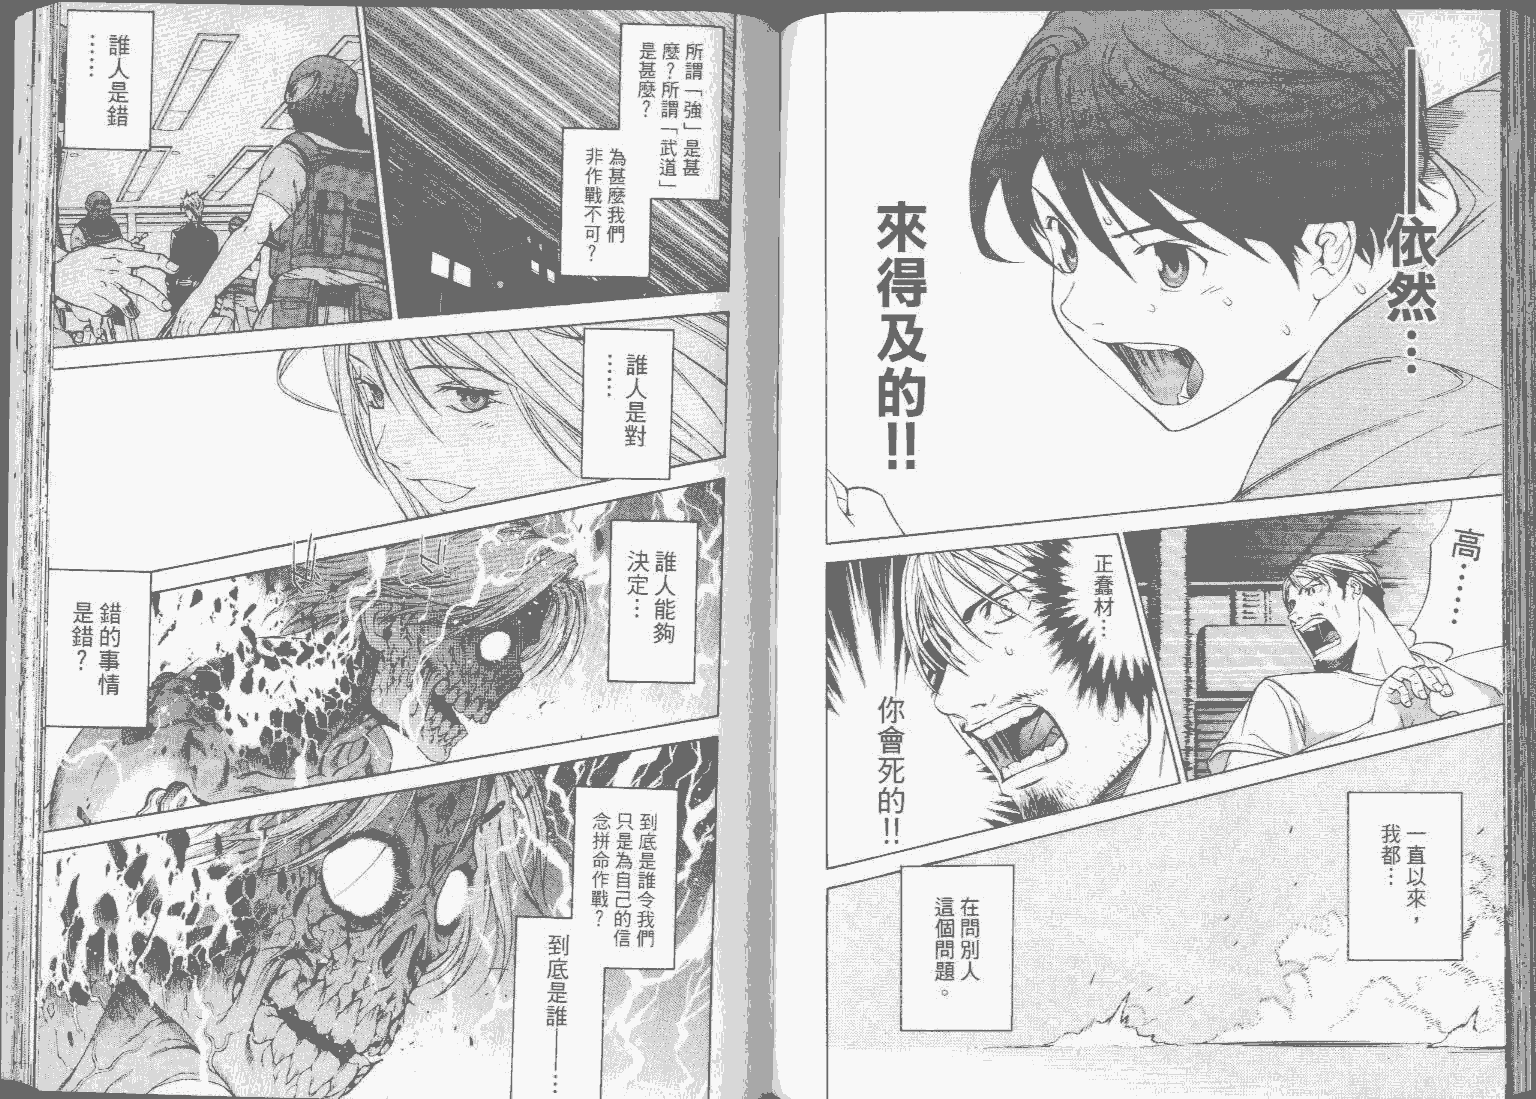 ——依然…
來得及的!!
高……
正蠢材…
你會死的!!
一直以來，
我都…
在問別人
這個問題。
所謂「強」是甚
麼？所謂「武道」
是甚麼？
為甚麼我們
非作戰不可？
誰人是錯
……
誰人是對
……
誰人能夠
決定…
錯的事情
是錯？
到底是誰令我們
只是為自己的信
念拼命作戰？
到底是誰——…